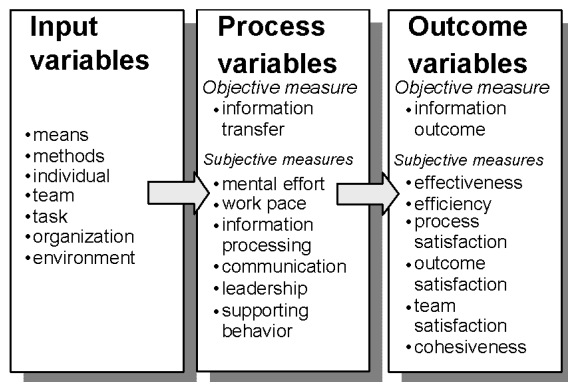 Input
variables
•means
•methods
•individual
•team
•task
•organization
•environment
Process
variables
Objective measure
•information
transfer
Subjective measures
•mental effort
•work pace
•information
processing
•communication
•leadership
•supporting
behavior
Outcome
variables
Objective measure
•information
outcome
Subjective measures
•effectiveness
•efficiency
•process
satisfaction
•outcome
satisfaction
•team
satisfaction
•cohesiveness